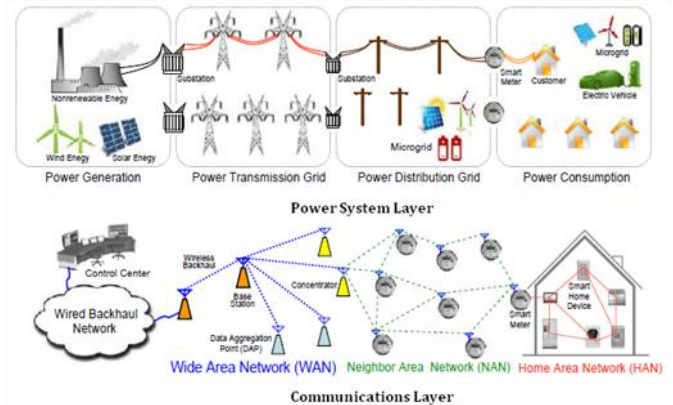 Nonrenewable Enegy
Wind Enegy
Solar Enegy
Substation
Substation
Microgrid
Smart
Meter
Customer
Microgrid
Electric Vehicle
Power Generation
Power Transmission Grid
Power Distribution Grid
Power Consumption
Power System Layer
Control Center
Wired Backhaul
Network
Wireless
Backhaul
Base
Station
Data Aggregation
Point (DAP)
Concentrator
Smart
Meter
Smart
Home
Device
Wide Area Network (WAN)
Neighbor Area Network (NAN)
Home Area Network (HAN)
Communications Layer